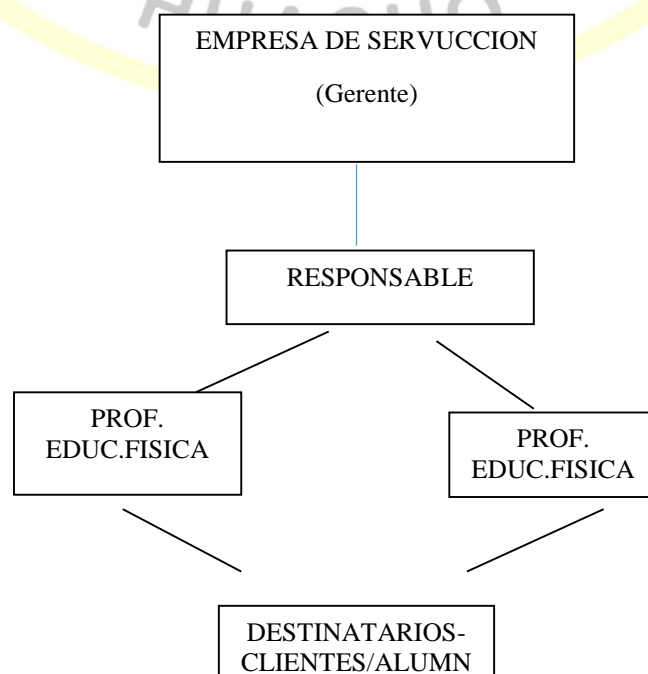 EMPRESA DE SERVUCCION
(Gerente)
RESPONSABLE
PROF.
EDUC.FISICA
PROF.
EDUC.FISICA
DESTINATARIOS-
CLIENTES/ALUMN